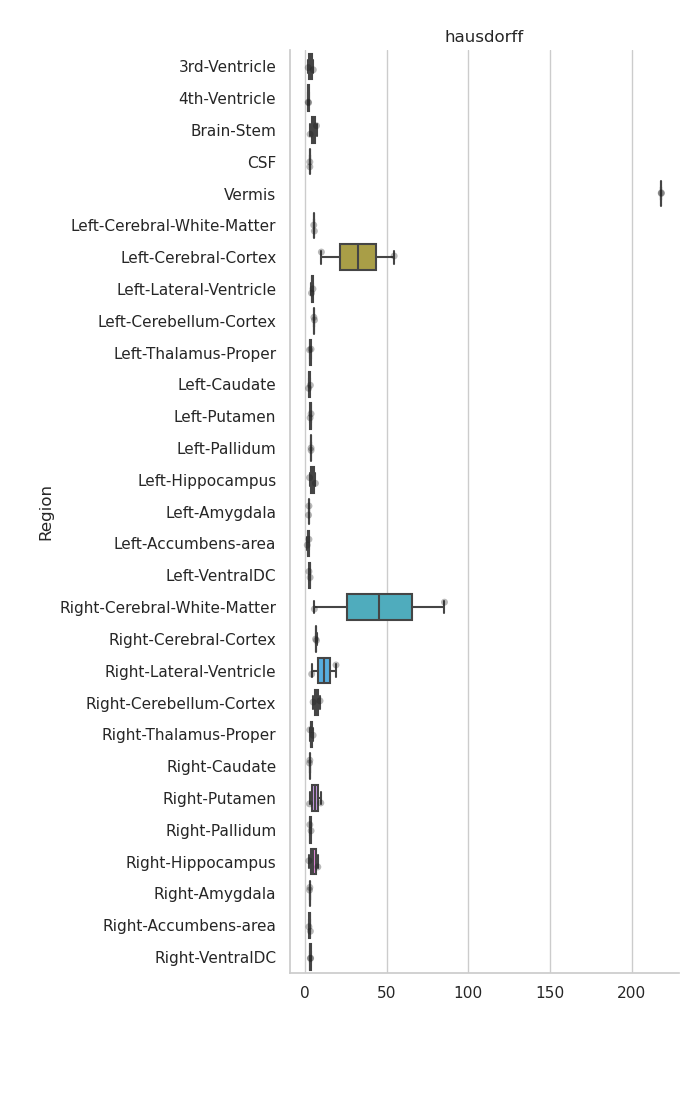 hausdorff
3rd-Ventricle
4th-Ventricle
Brain-Stem
CSF
Vermis
Left-Cerebral-White-Matter
Left-Cerebral-Cortex
Left-Lateral-Ventricle
Left-Cerebellum-Cortex
Left-Thalamus-Proper
Left-Caudate
Left-Putamen
Left-Pallidum
Left-Hippocampus
Left-Amygdala
Left-Accumbens-area
Left-VentralDC
Right-Cerebral-White-Matter
Right-Cerebral-Cortex
Right-Lateral-Ventricle
Right-Cerebellum-Cortex
Right-Thalamus-Proper
Right-Caudate
Right-Putamen
Right-Pallidum
Right-Hippocampus
Right-Amygdala
Right-Accumbens-area
Right-VentralDC
Region
0 50 100 150 200